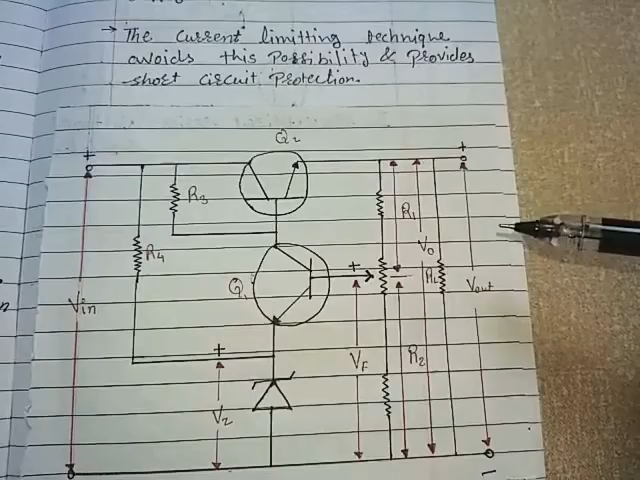 → The current limitting technique
avoids this Possibility & Provides
short circuit Protection.
Q2
+
+
R3
R1
R4
Vo
+
Q1
RL
Vin
Vout
+
VF
R2
Vz
−